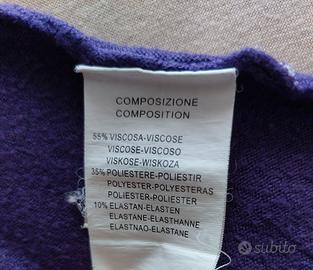 COMPOSIZIONE
COMPOSITION
55% VISCOSA-VISCOSE
VISCOSE-VISCOSO
VISKOSE-WISKOZA
35% POLIESTERE-POLIESTIR
POLYESTER-POLYESTERAS
POLIESTER-POLIESTER
10% ELASTAN-ELASTEN
ELASTANE-ELASTHANNE
ELASTNAO-ELASTANE
subito